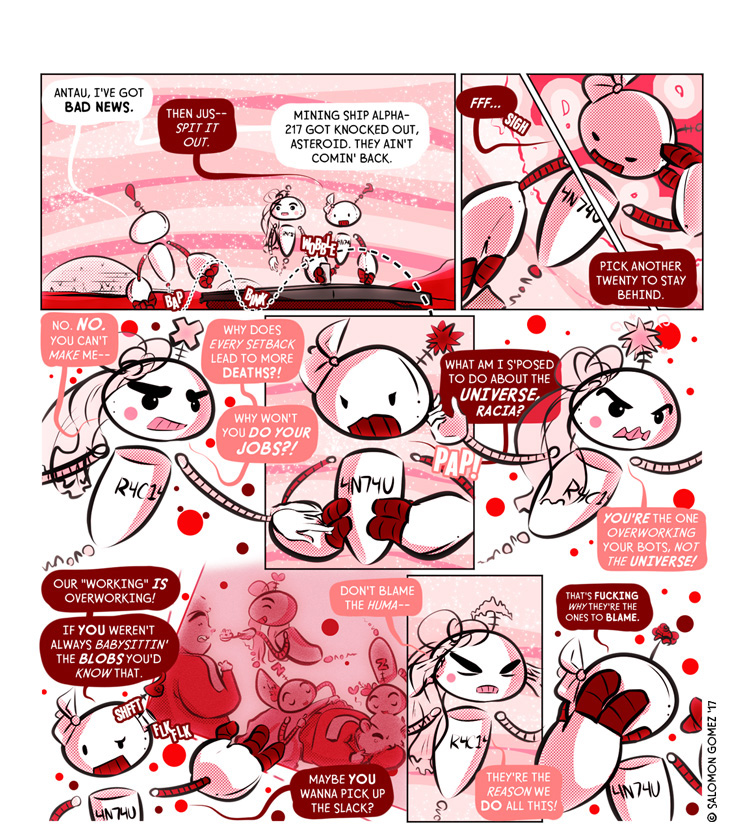 ANTAU, I'VE GOT
BAD NEWS.
THEN JUS--
SPIT IT
OUT.
MINING SHIP ALPHA-
217 GOT KNOCKED OUT,
ASTEROID. THEY AIN'T
COMIN' BACK.
WOBBLE
BAP
BINK
FFF...
SIGH
4N74U
PICK ANOTHER
TWENTY TO STAY
BEHIND.
NO. NO.
YOU CAN'T
MAKE ME--
WHY DOES
EVERY SETBACK
LEAD TO MORE
DEATHS?!
WHY WON'T
YOU DO YOUR
JOBS?!
R4C14
WHAT AM I S'POSED
TO DO ABOUT THE
UNIVERSE,
RACIA?
PAP!
4N74U
R4C14
YOU'RE THE ONE
OVERWORKING
YOUR BOTS, NOT
THE UNIVERSE!
OUR "WORKING" IS
OVERWORKING!
IF YOU WEREN'T
ALWAYS BABYSITTIN'
THE BLOBS YOU'D
KNOW THAT.
SHFFT
FLK
FLK
4N74U
MAYBE YOU
WANNA PICK UP
THE SLACK?
DON'T BLAME
THE HUMA--
R4C14
THEY'RE THE
REASON WE
DO ALL THIS!
THAT'S FUCKING
WHY THEY'RE THE
ONES TO BLAME.
4N74U
© SALOMON GOMEZ '17